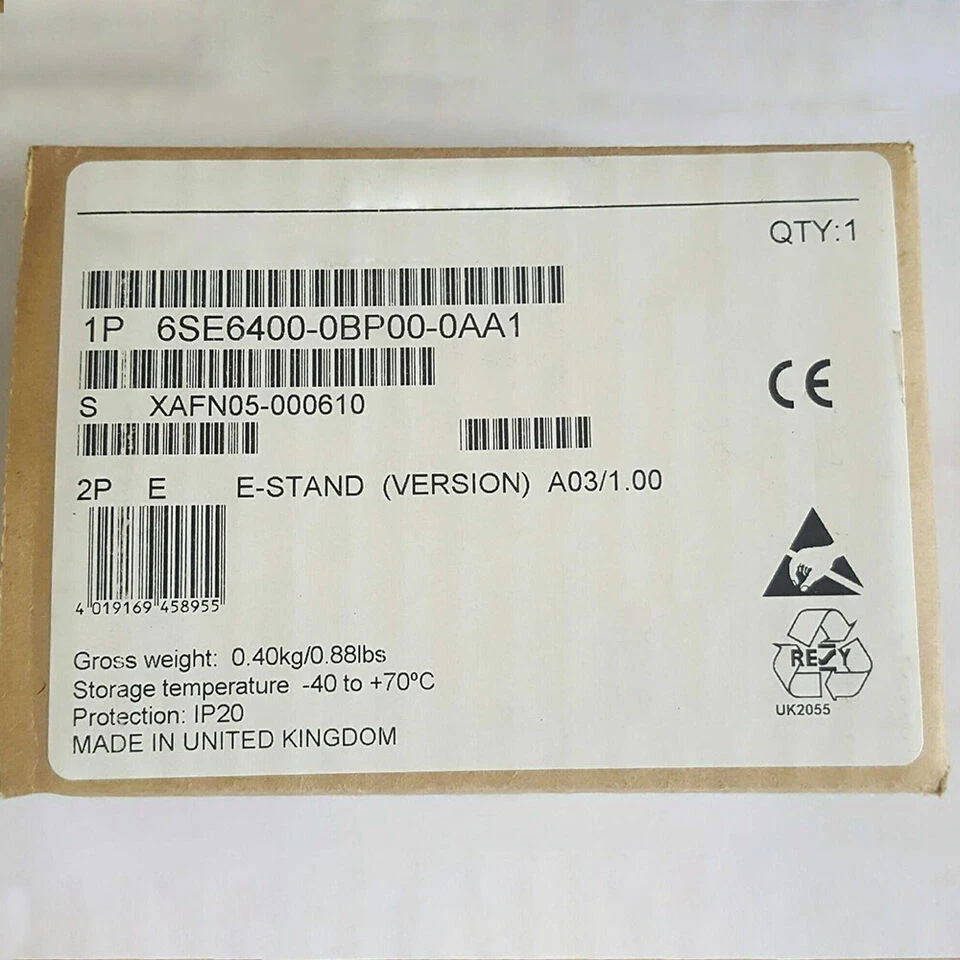 QTY:1
1P 6SE6400-0BP00-0AA1
S XAFN05-000610
2P E E-STAND (VERSION) A03/1.00
4 019169 458955
Gross weight: 0.40kg/0.88lbs
Storage temperature -40 to +70ºC
Protection: IP20
MADE IN UNITED KINGDOM
CE
RESY
UK2055